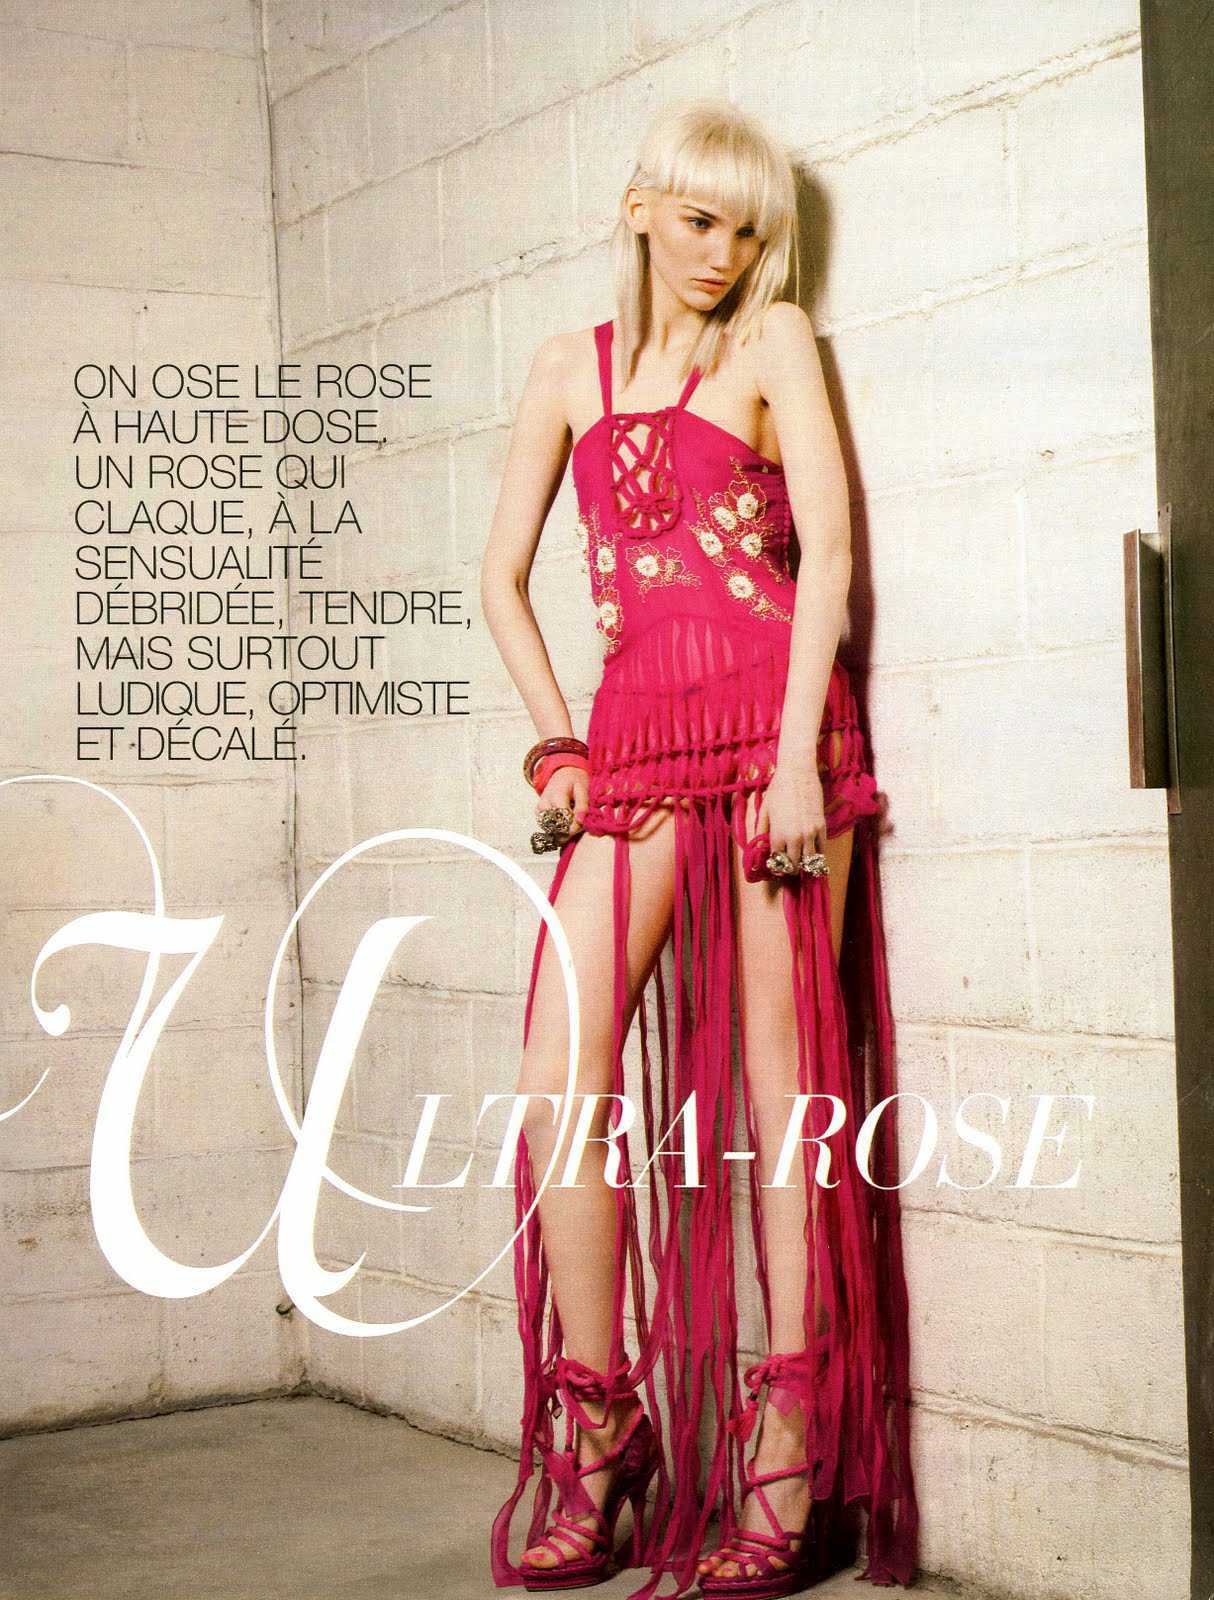 ON OSE LE ROSE
À HAUTE DOSE.
UN ROSE QUI
CLAQUE, À LA
SENSUALITÉ
DÉBRIDÉE, TENDRE,
MAIS SURTOUT
LUDIQUE, OPTIMISTE
ET DÉCALÉ.
ULTRA-ROSE